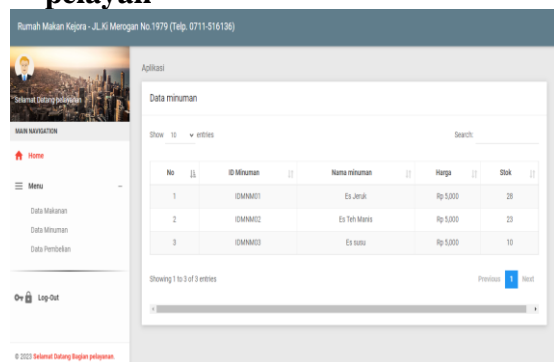 pelayan
Rumah Makan Kejora - JL.Ki Merogan No.1979 (Telp. 0711-516136)
Selamat Datang pelayanan
MAIN NAVIGATION
Home
Menu
Data Makanan
Data Minuman
Data Pembelian
Log-Out
© 2023 Selamat Datang Bagian pelayanan.
Aplikasi
Data minuman
Show 10 entries
Search:
No ID Minuman Nama minuman Harga Stok
1 IDMNM01 Es Jeruk Rp 5,000 28
2 IDMNM02 Es Teh Manis Rp 5,000 23
3 IDMNM03 Es susu Rp 5,000 10
Showing 1 to 3 of 3 entries
Previous 1 Next